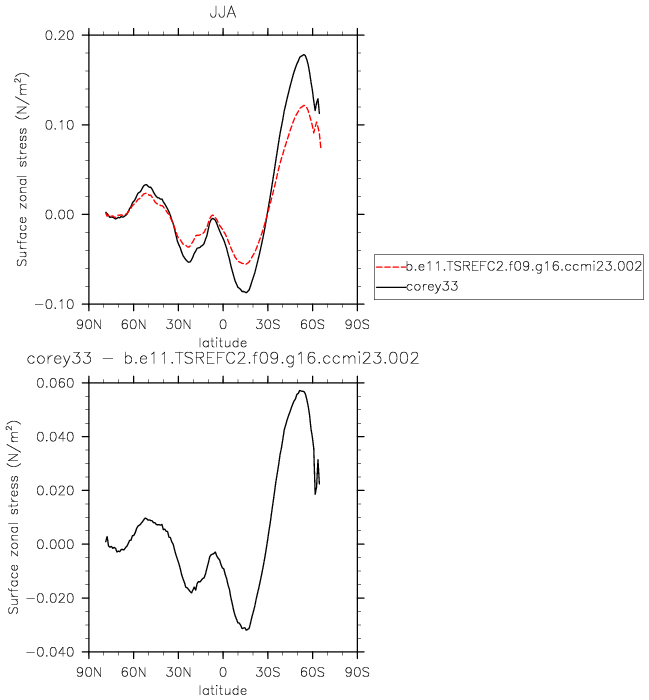 JJA
Surface zonal stress (N/m²)
0.20
0.10
0.00
−0.10
90N 60N 30N 0 30S 60S 90S
latitude
b.e11.TSREFC2.f09.g16.ccmi23.002
corey33
corey33 − b.e11.TSREFC2.f09.g16.ccmi23.002
Surface zonal stress (N/m²)
0.060
0.040
0.020
0.000
−0.020
−0.040
90N 60N 30N 0 30S 60S 90S
latitude